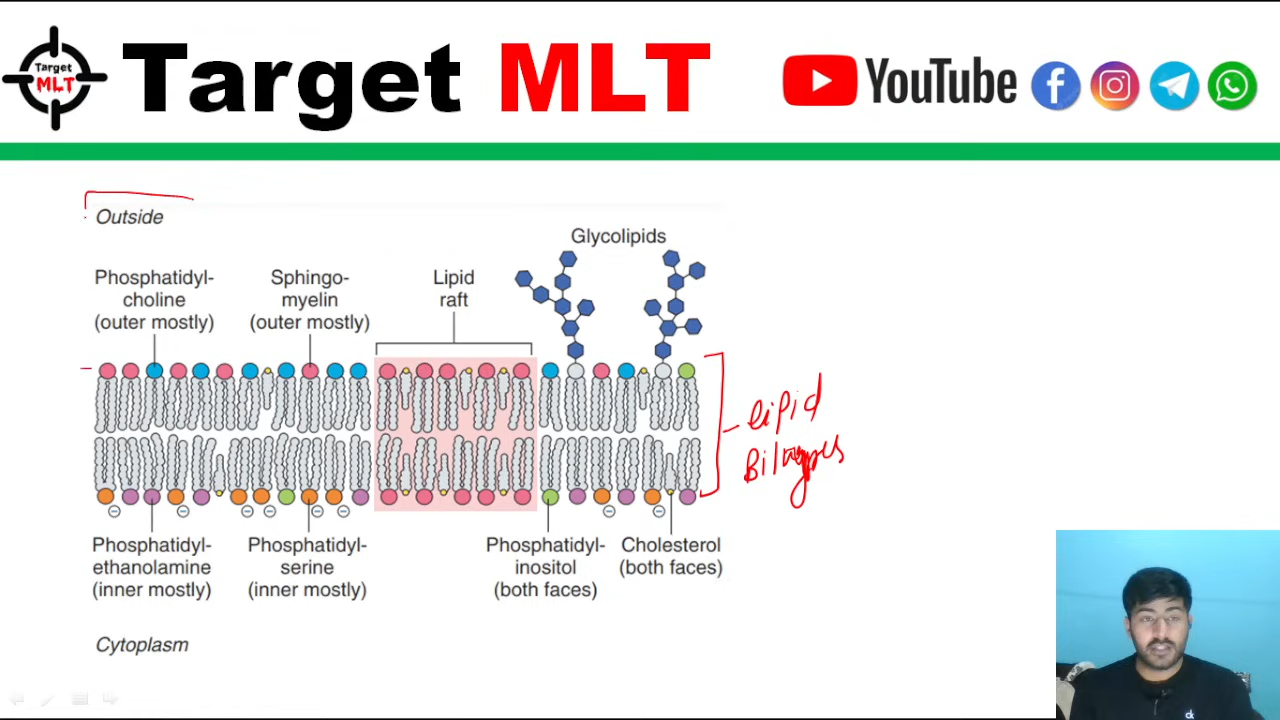 Target MLT
Target MLT
YouTube
Outside
Glycolipids
Phosphatidyl-
choline
(outer mostly)
Sphingo-
myelin
(outer mostly)
Lipid
raft
Lipid
Phosphatidyl-
ethanolamine
(inner mostly)
Phosphatidyl-
serine
(inner mostly)
Phosphatidyl-
inositol
(both faces)
Cholesterol
(both faces)
Cytoplasm